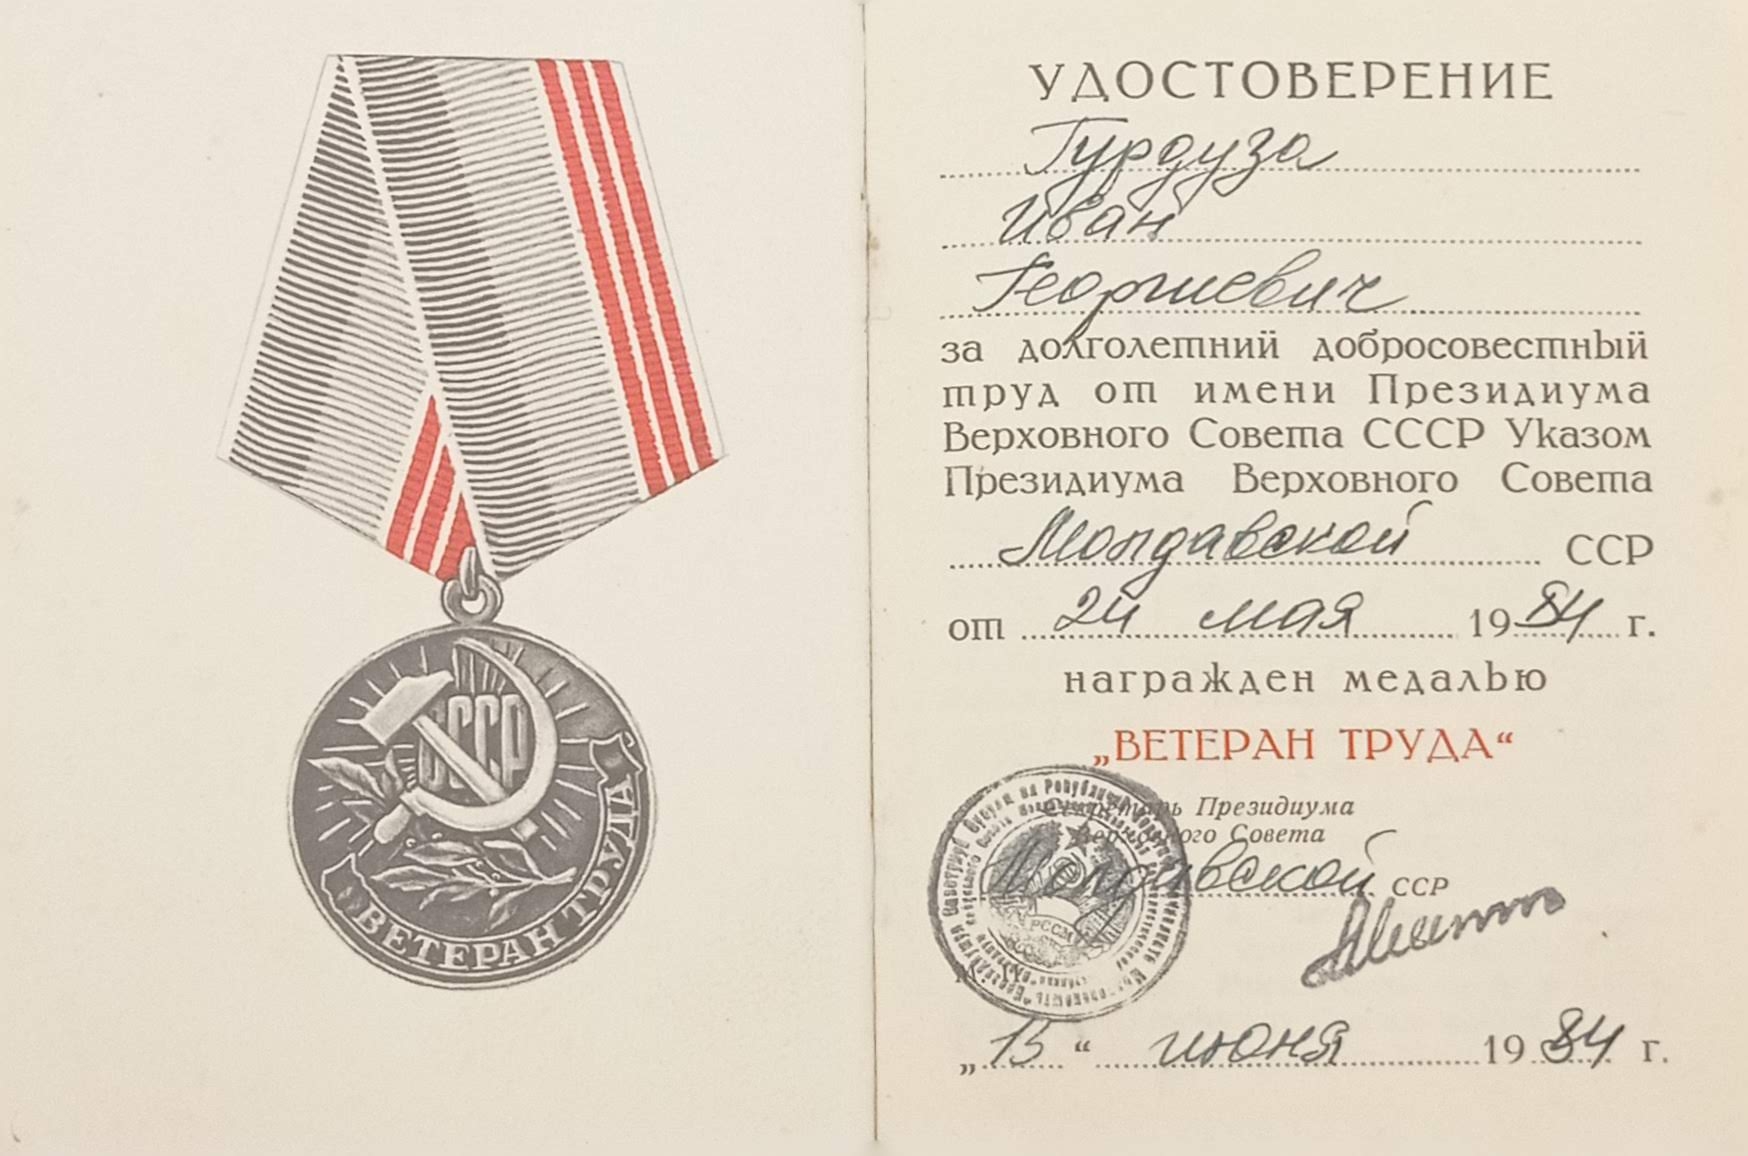 СССР
ВЕТЕРАН ТРУДА
УДОСТОВЕРЕНИЕ
Гурдуза
Иван
Георгиевич
за долголетний добросовестный
труд от имени Президиума
Верховного Совета СССР Указом
Президиума Верховного Совета
Молдавской ССР
от 24 мая 1984 г.
награжден медалью
„ВЕТЕРАН ТРУДА“
Секретарь Президиума
Верховного Совета
Молдавской ССР
РССМ
„15“ июня 1984 г.